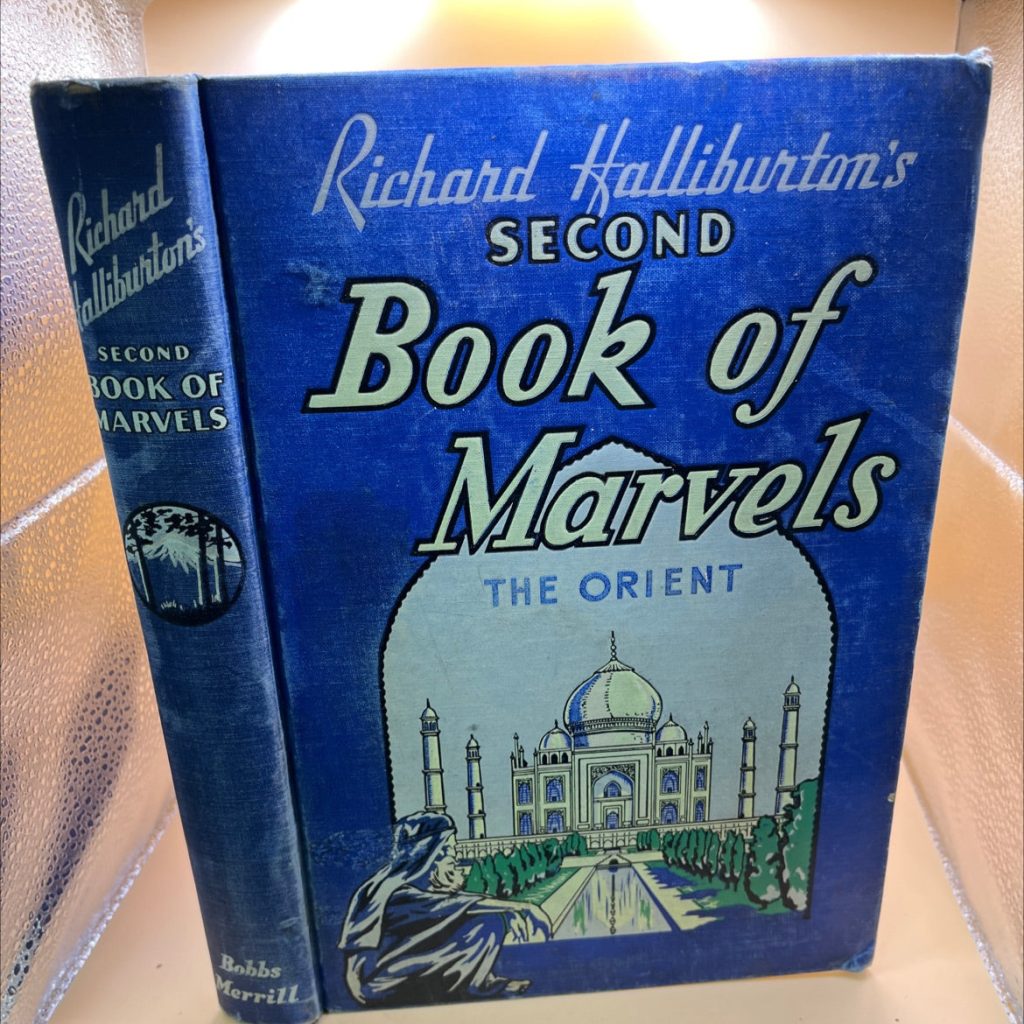 Richard
Halliburton's
SECOND
BOOK OF
MARVELS
Bobbs
Merrill
Richard Halliburton's
SECOND
Book of
Marvels
THE ORIENT